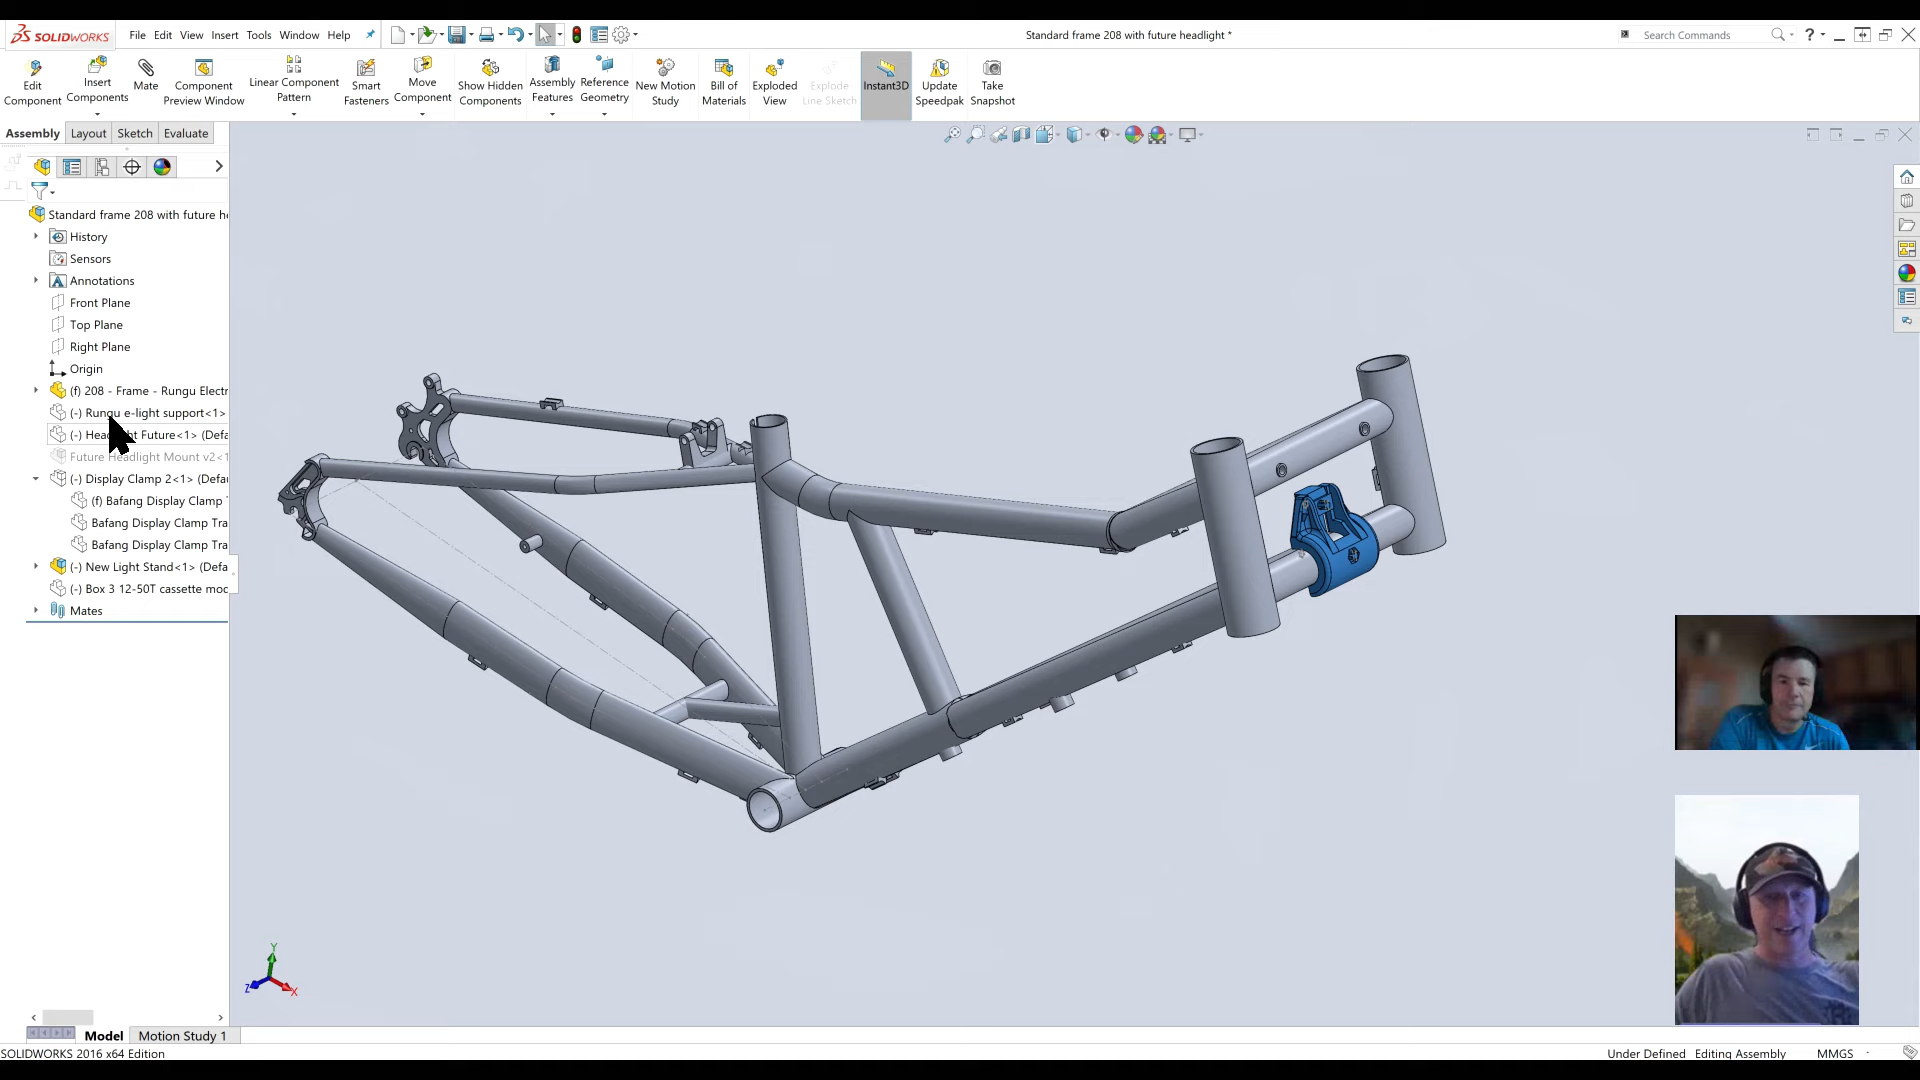 SOLIDWORKS File Edit View Insert Tools Window Help Standard frame 208 with future headlight * Search Commands
Edit Component
Insert Components
Mate
Component Preview Window
Linear Component Pattern
Smart Fasteners
Move Component
Show Hidden Components
Assembly Features
Reference Geometry
New Motion Study
Bill of Materials
Exploded View
Explode Line Sketch
Instant3D
Update Speedpak
Take Snapshot
Assembly Layout Sketch Evaluate
Standard frame 208 with future he
History
Sensors
Annotations
Front Plane
Top Plane
Right Plane
Origin
(f) 208 - Frame - Rungu Electr
(-) Rungu e-light support<1>
(-) Future<1> (Defa
Future Headlight Mount v2<1
(-) Display Clamp 2<1> (Defau
(f) Bafang Display Clamp
Bafang Display Clamp Tra
Bafang Display Clamp Tra
(-) New Light Stand<1> (Defa
(-) Box 3 12-50T cassette moc
Mates
Y
Z
X
Model Motion Study 1
SOLIDWORKS 2016 x64 Edition Under Defined Editing Assembly MMGS